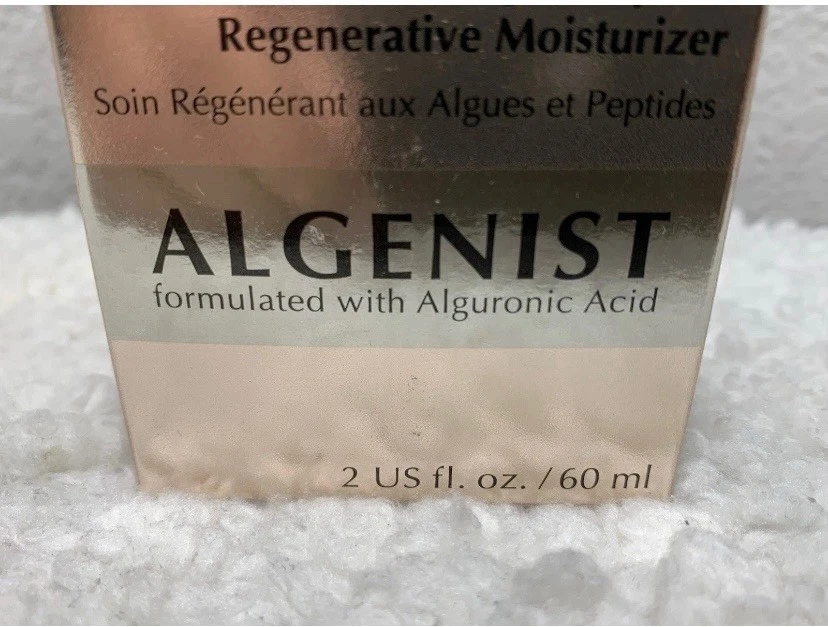 Regenerative Moisturizer
Soin Régénérant aux Algues et Peptides
ALGENIST
formulated with Alguronic Acid
2 US fl. oz. / 60 ml